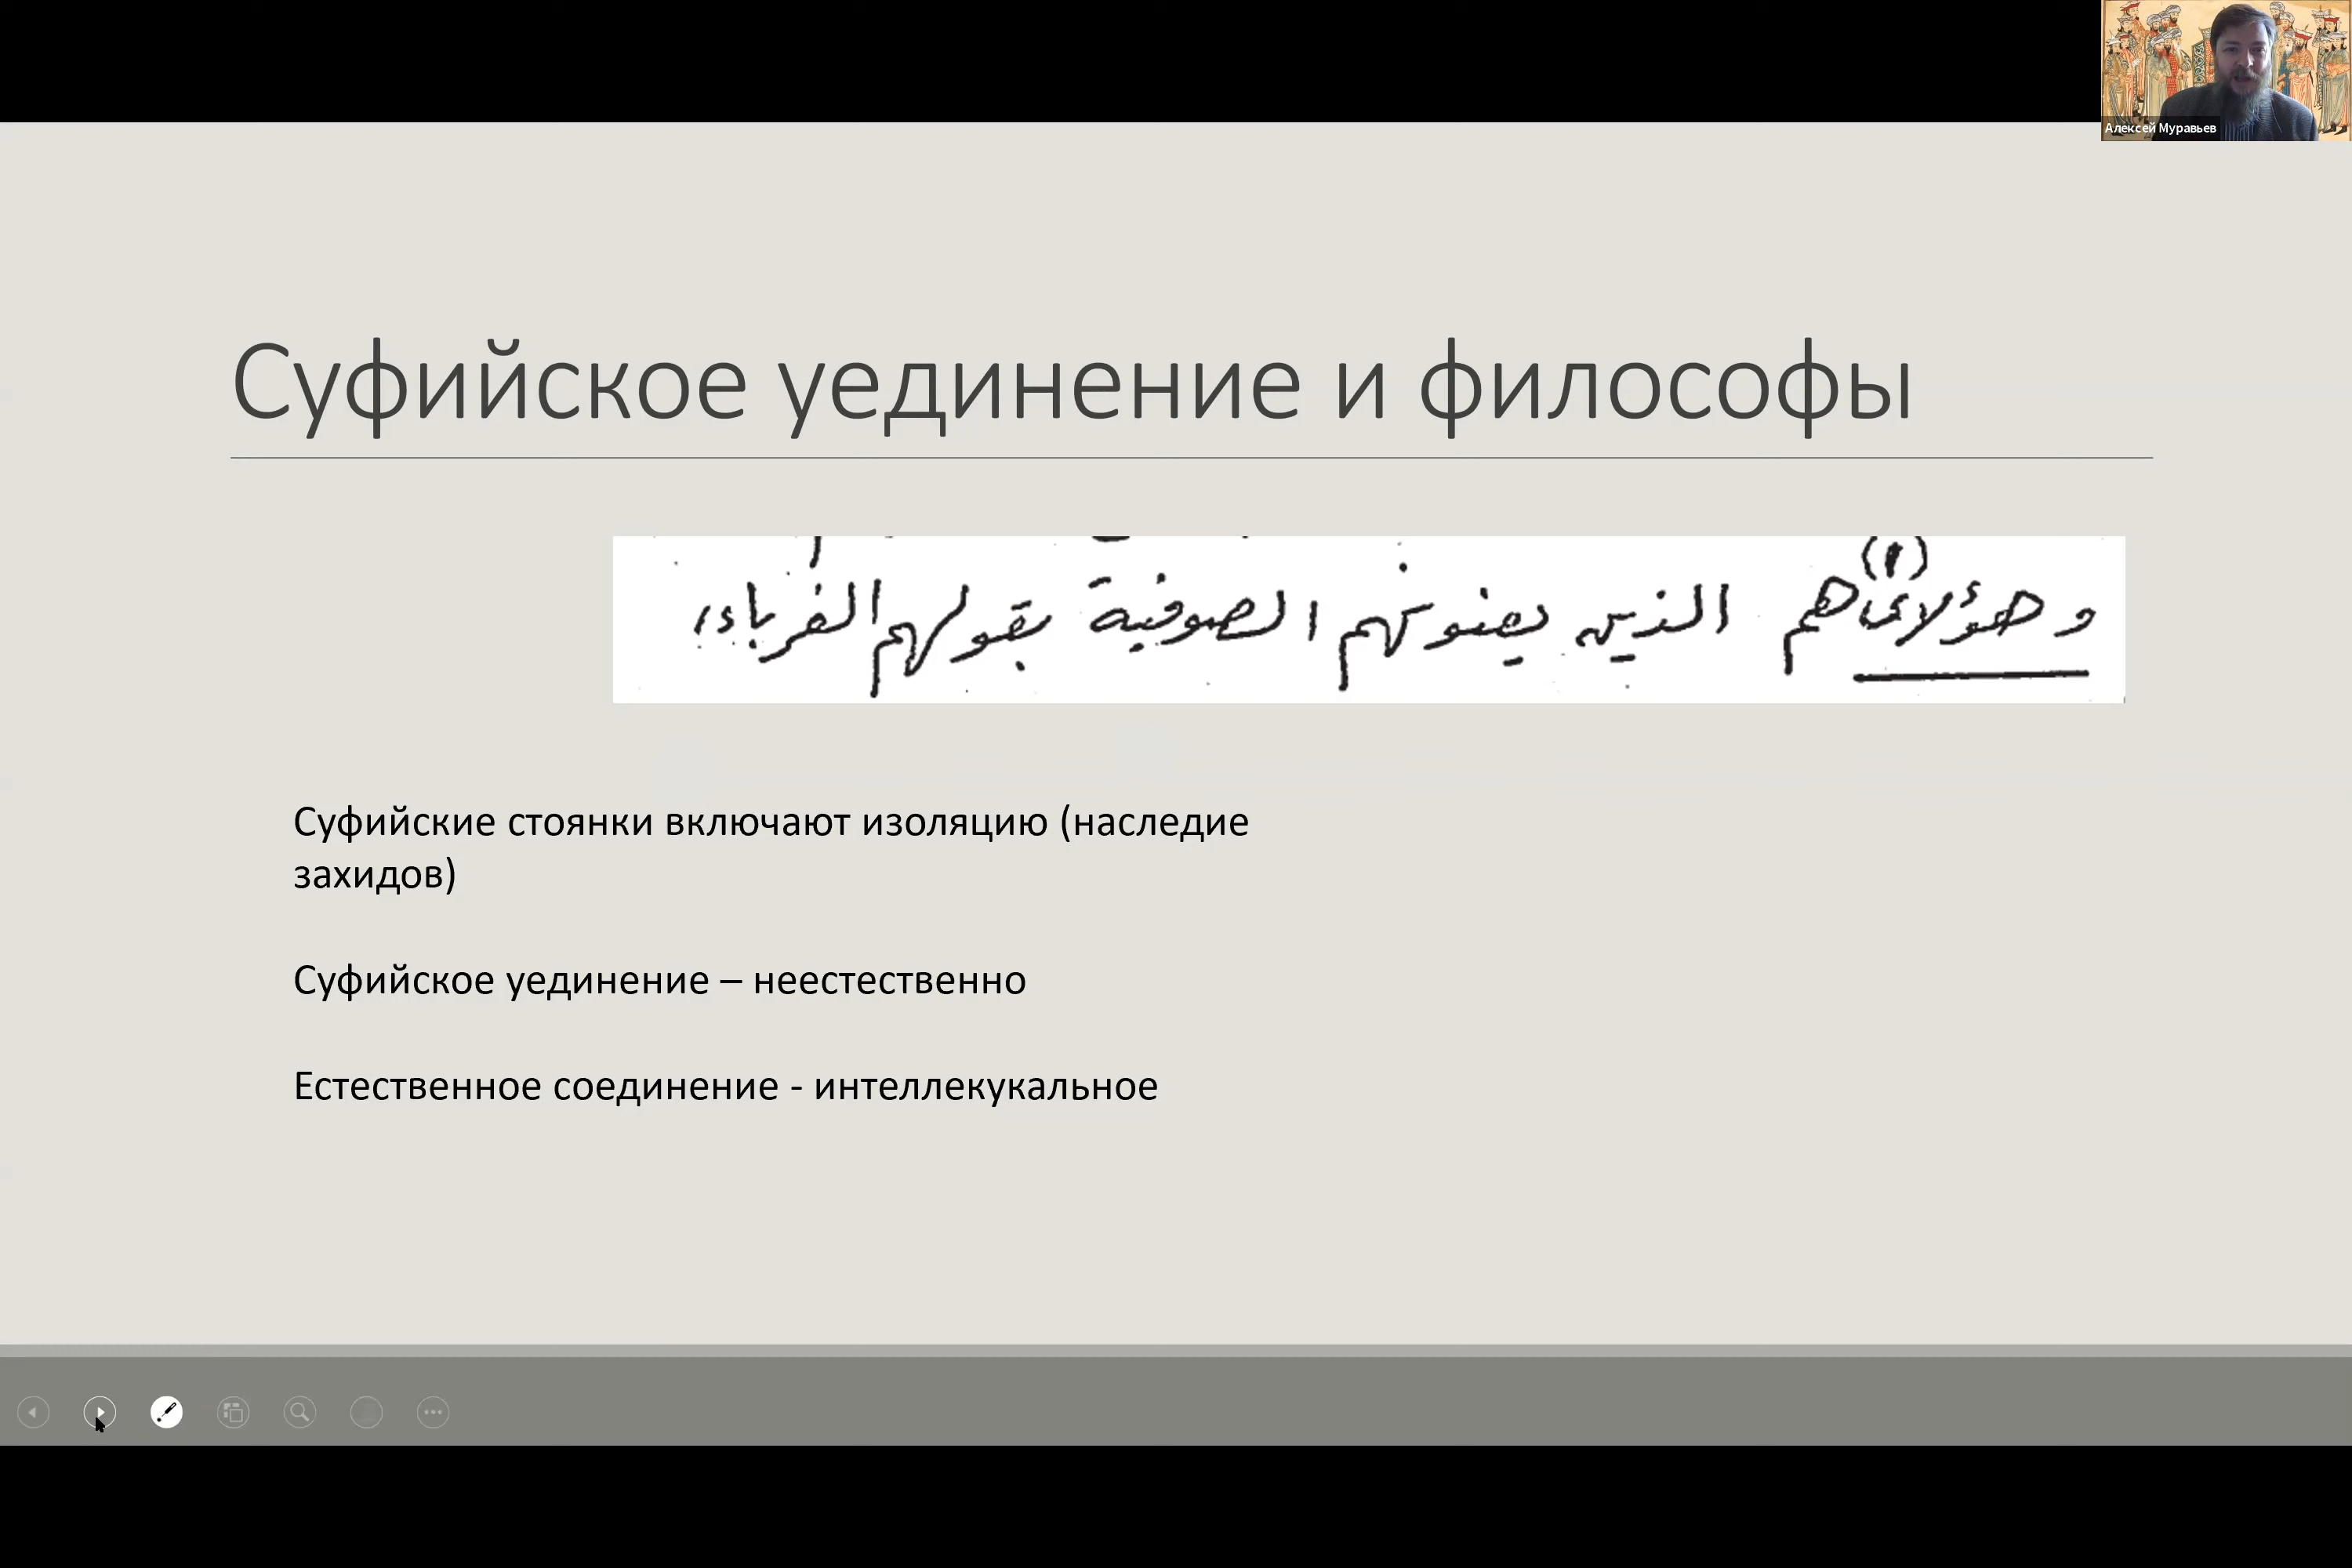 Алексей Муравьев
Суфийское уединение и философы
(١)
وهؤلاء هم الذين يعنونهم الصوفية بقولهم الغرباء،
Суфийские стоянки включают изоляцию (наследие
захидов)
Суфийское уединение – неестественно
Естественное соединение - интеллекукальное